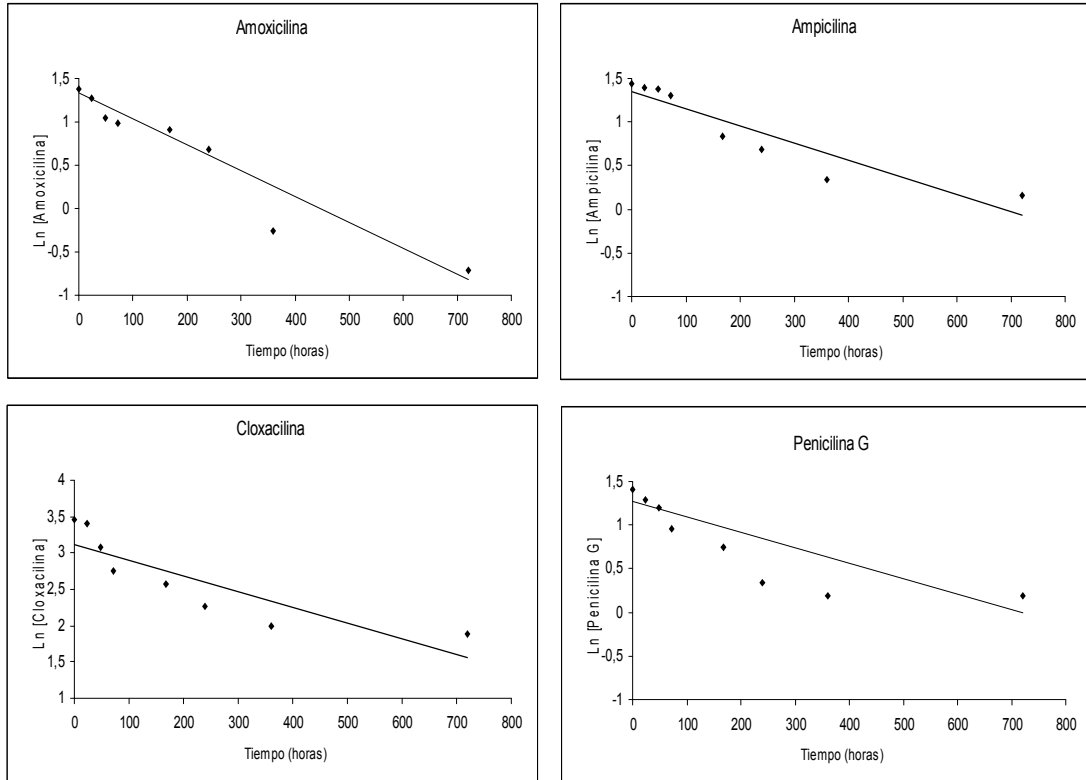 Amoxicilina
Ln [Amoxicilina]
1,5
1
0,5
0
-0,5
-1
0 100 200 300 400 500 600 700 800
Tiempo (horas)
Ampicilina
Ln [Ampicilina]
1,5
1
0,5
0
-0,5
-1
0 100 200 300 400 500 600 700 800
Tiempo (horas)
Cloxacilina
Ln [Cloxacilina]
4
3,5
3
2,5
2
1,5
1
0 100 200 300 400 500 600 700 800
Tiempo (horas)
Penicilina G
Ln [Penicilina G]
1,5
1
0,5
0
-0,5
-1
0 100 200 300 400 500 600 700 800
Tiempo (horas)